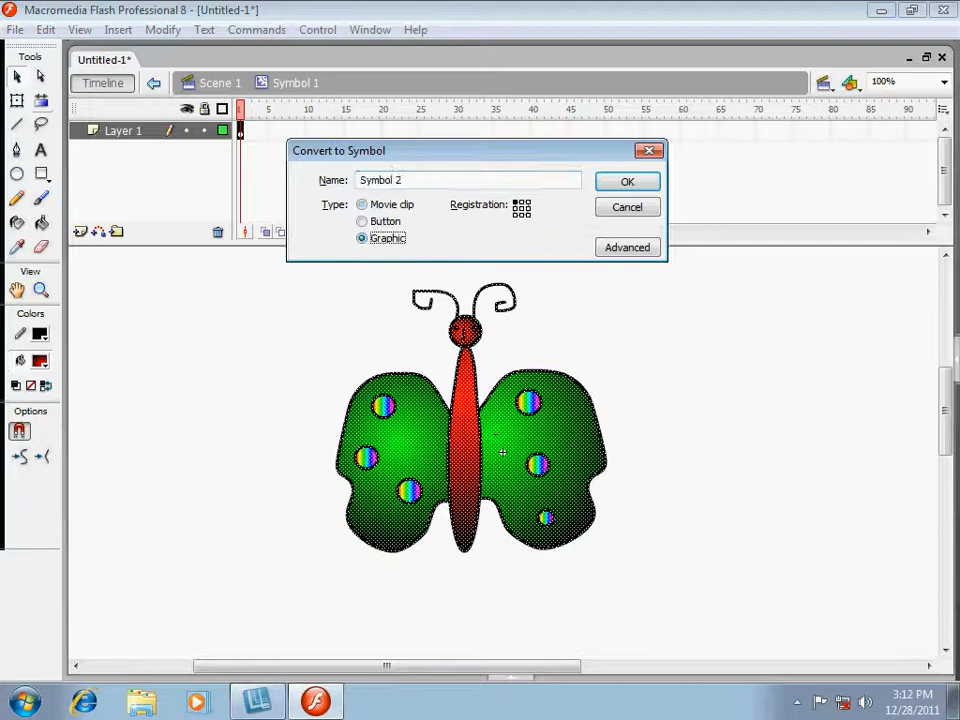 Macromedia Flash Professional 8 - [Untitled-1*]
File Edit View Insert Modify Text Commands Control Window Help
Tools
Untitled-1*
Timeline Scene 1 Symbol 1 100%
1 5 10 15 20 25 30 35 40 45 50 55 60 65 70 75 80 85 90
Layer 1
Convert to Symbol
Name: Symbol 2 OK
Type: Movie clip Registration: Cancel
Button
Graphic Advanced
View
Colors
Options
3:12 PM
12/28/2011